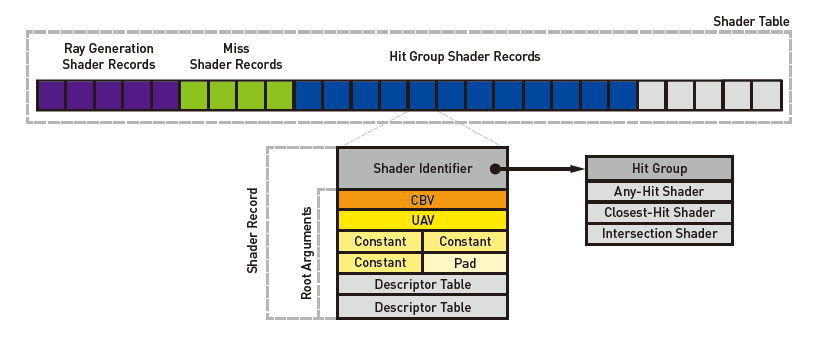 Shader Table
Ray Generation
Shader Records
Miss
Shader Records
Hit Group Shader Records
Shader Record
Root Arguments
Shader Identifier
CBV
UAV
Constant Constant
Constant Pad
Descriptor Table
Descriptor Table
Hit Group
Any-Hit Shader
Closest-Hit Shader
Intersection Shader